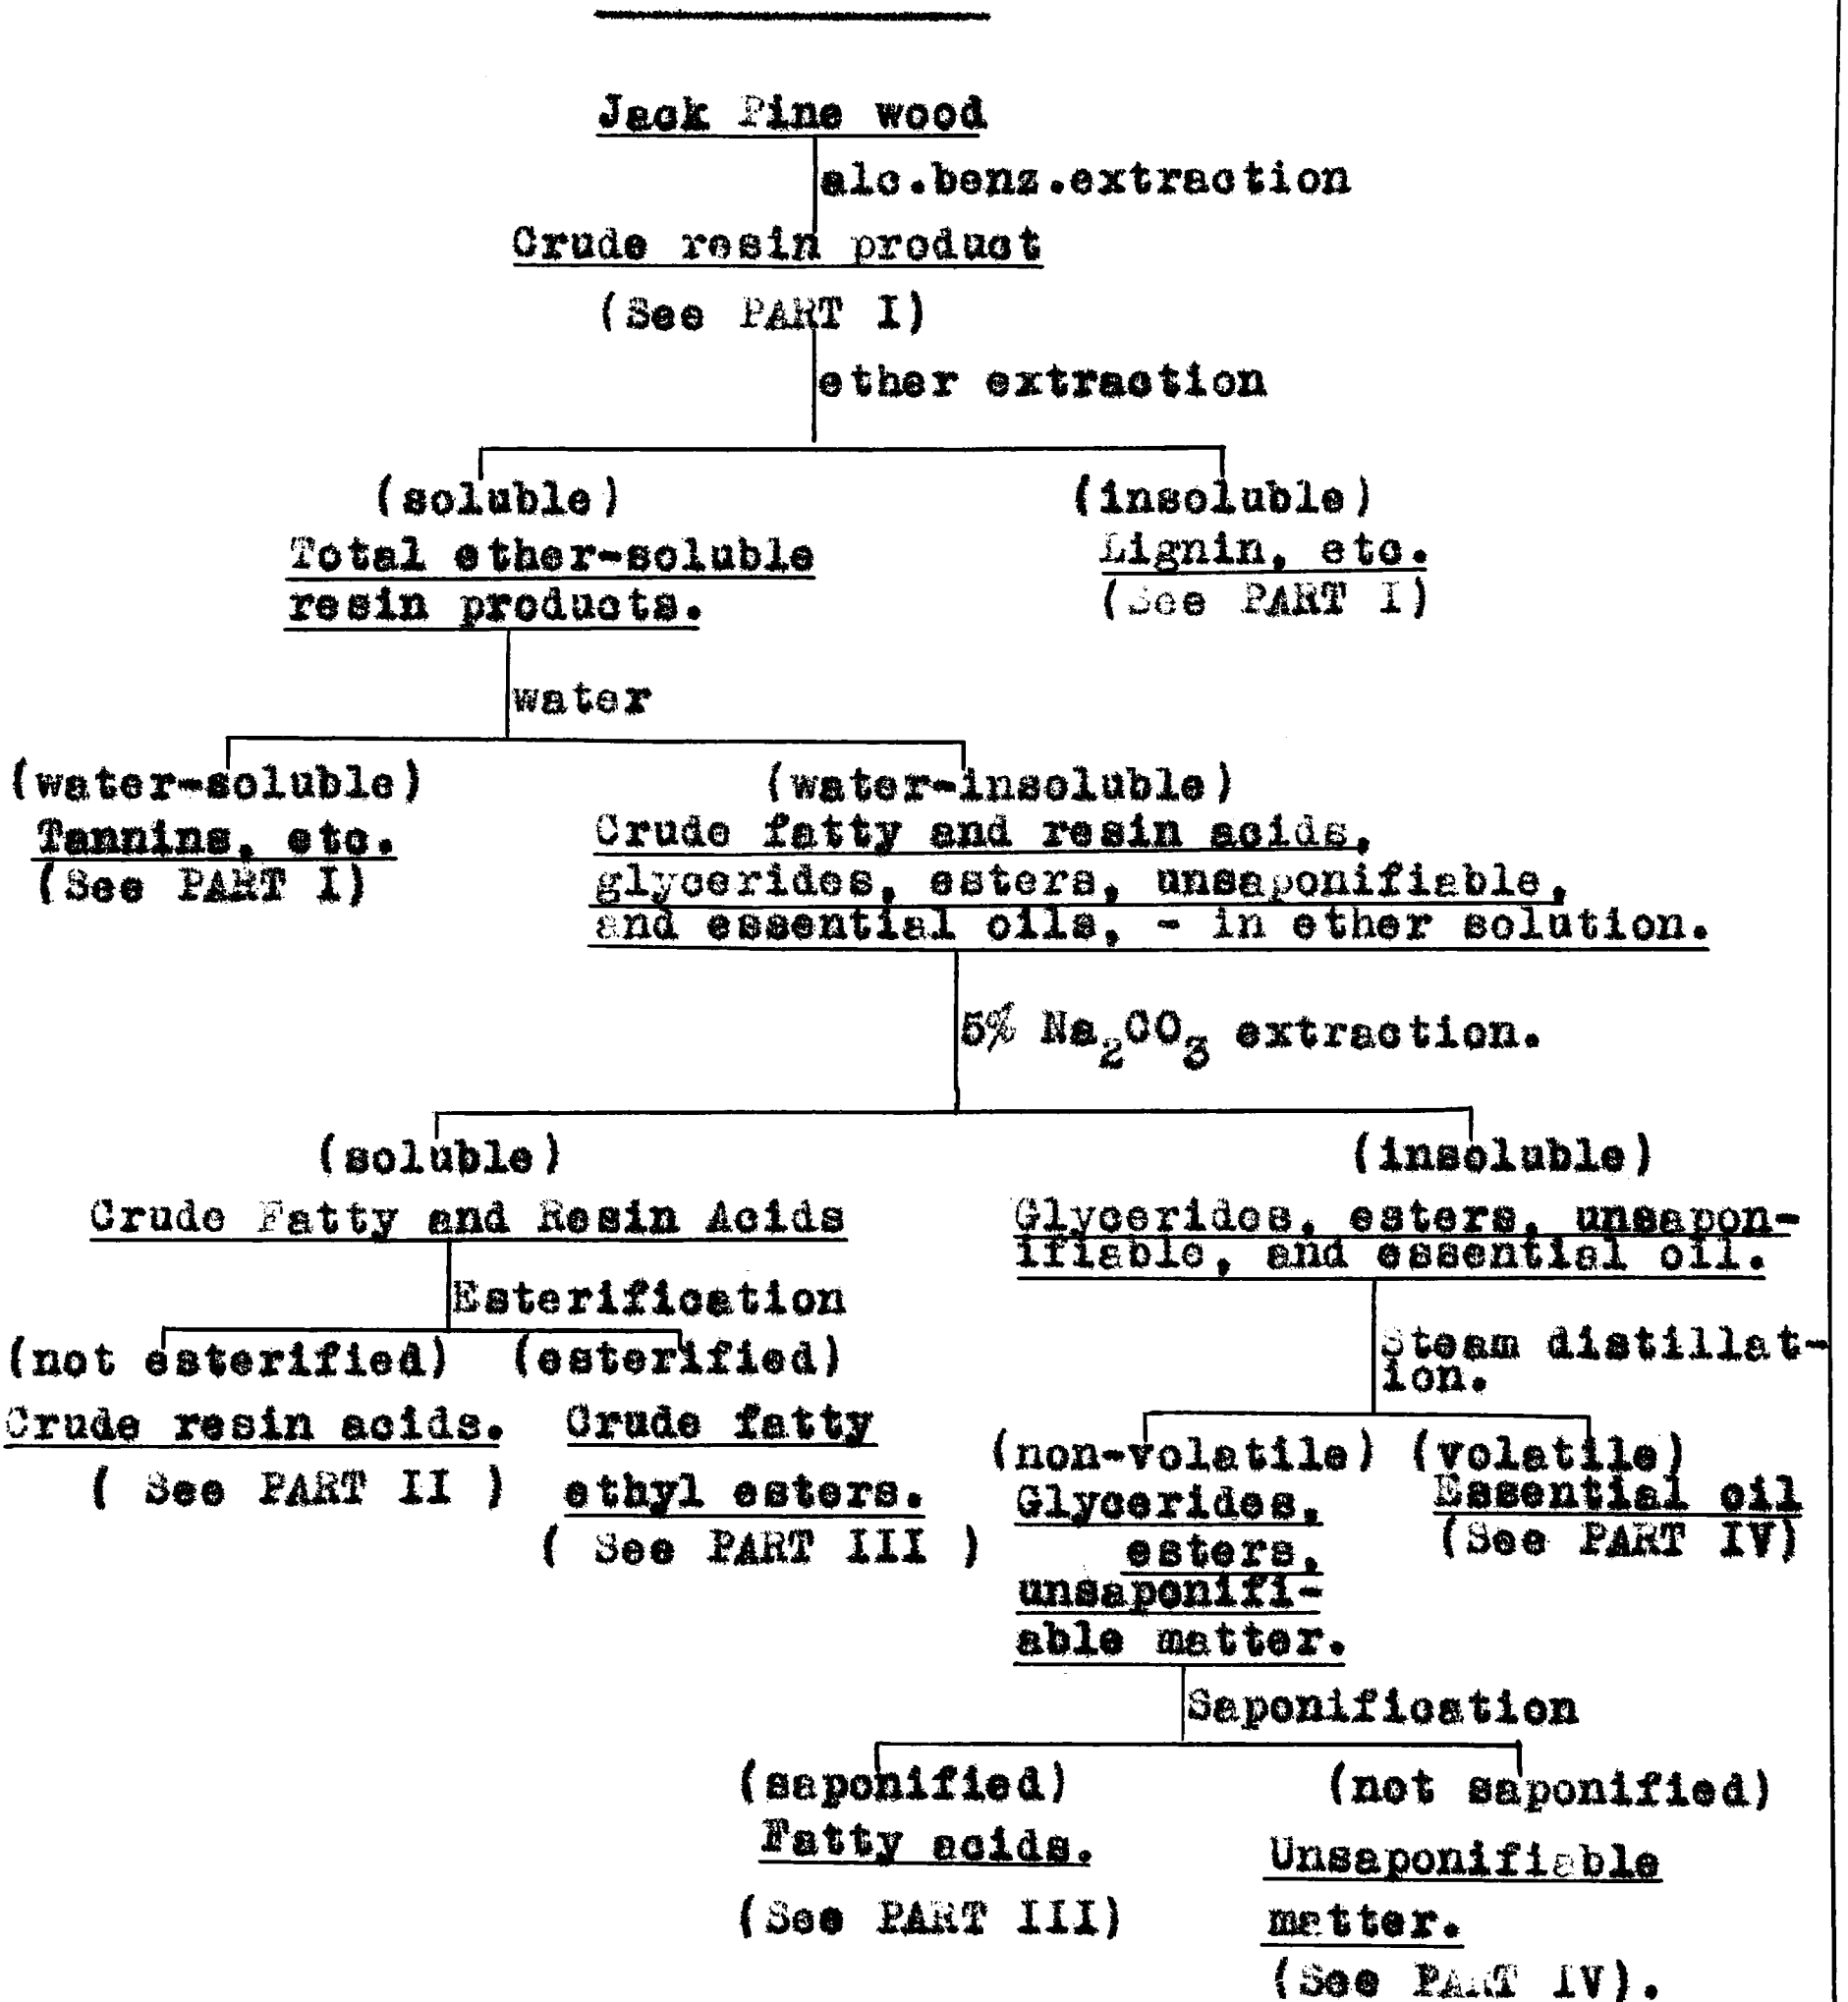 Jack Pine wood
alc.benz.extraction
Crude resin product
(See PART I)
ether extraction
(soluble)
Total ether-soluble
resin products.
(insoluble)
Lignin, etc.
(See PART I)
water
(water-soluble)
Tannins, etc.
(See PART I)
(water-insoluble)
Crude fatty and resin acids,
glycerides, esters, unsaponifiable,
and essential oils, - in ether solution.
5% Na2CO3 extraction.
(soluble)
Crude Fatty and Resin Acids
(insoluble)
Glycerides, esters, unsapon-
ifiable, and essential oil.
Esterification
(not esterified)
Crude resin acids.
( See PART II )
(esterified)
Crude fatty
ethyl esters.
( See PART III )
Steam distillat-
ion.
(non-volatile)
Glycerides,
esters,
unsaponifi-
able matter.
(volatile)
Essential oil
(See PART IV)
Saponification
(saponified)
Fatty acids.
(See PART III)
(not saponified)
Unsaponifiable
matter.
(See PART IV).